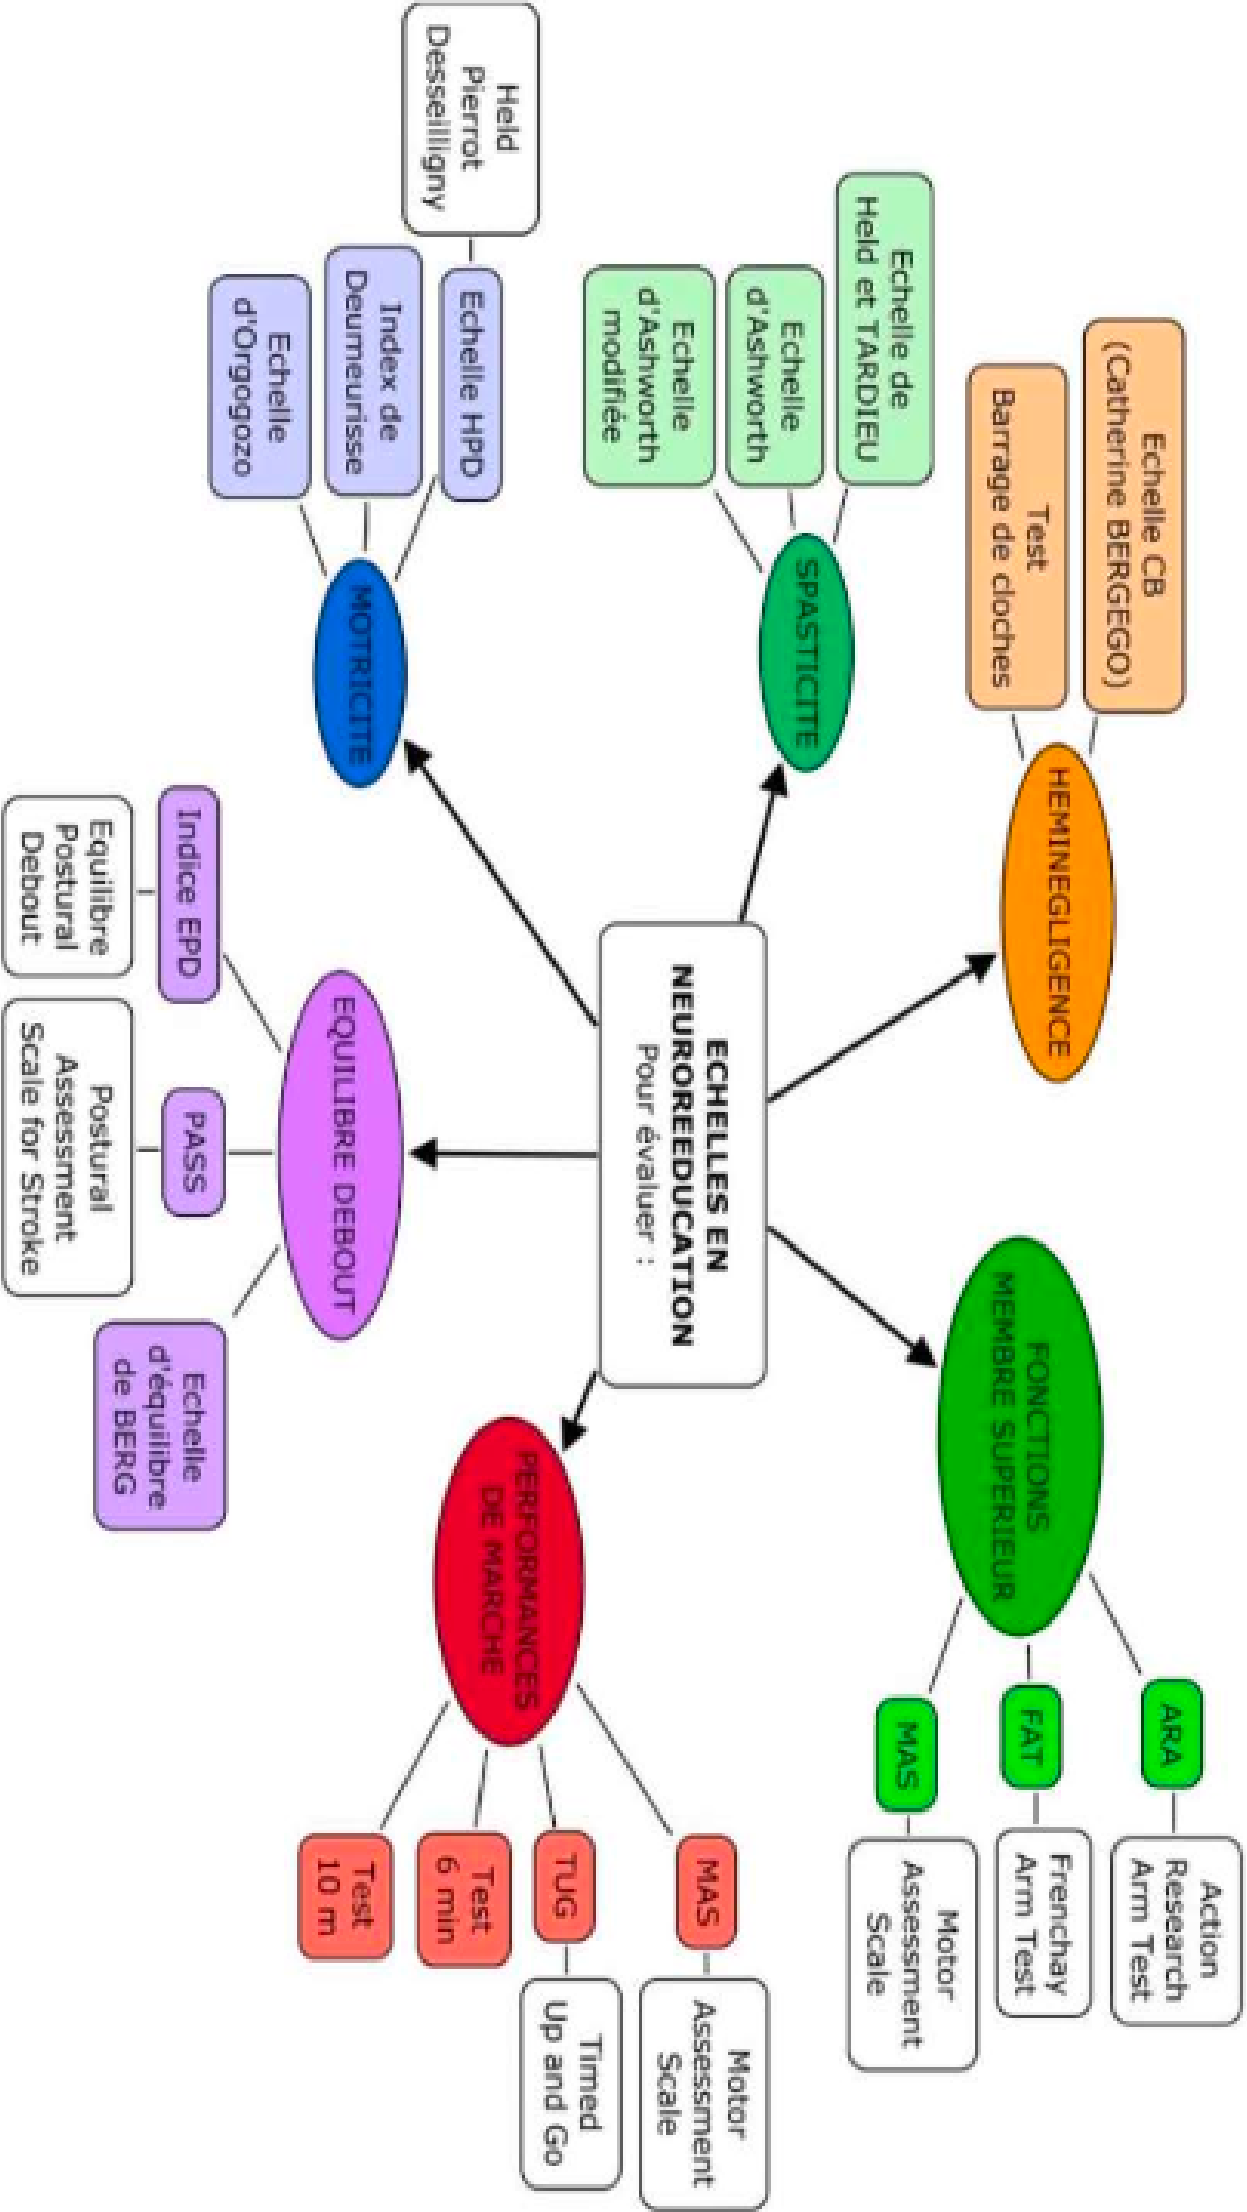 Echelle CB
(Catherine BERGEGO)
Test
Barrage de cloches
HEMINEGLIGENCE
FONCTIONS
MEMBRE SUPERIEUR
ARA
Action
Research
Arm Test
FAT
Frenchay
Arm Test
MAS
Motor
Assessment
Scale
Echelle de
Held et TARDIEU
Echelle
d'Ashworth
Echelle
d'Ashworth
modifiée
SPASTICITE
ECHELLES EN
NEUROREEDUCATION
Pour évaluer :
Held
Pierrot
Desseilligny
Echelle HPD
Index de
Deumeurisse
Echelle
d'Orgogozo
MOTRICITE
PERFORMANCES
DE MARCHE
MAS
Motor
Assessment
Scale
TUG
Timed
Up and Go
Test
6 min
Test
10 m
EQUILIBRE DEBOUT
Indice EPD
Equilibre
Postural
Debout
PASS
Postural
Assessment
Scale for Stroke
Echelle
d'équilibre
de BERG